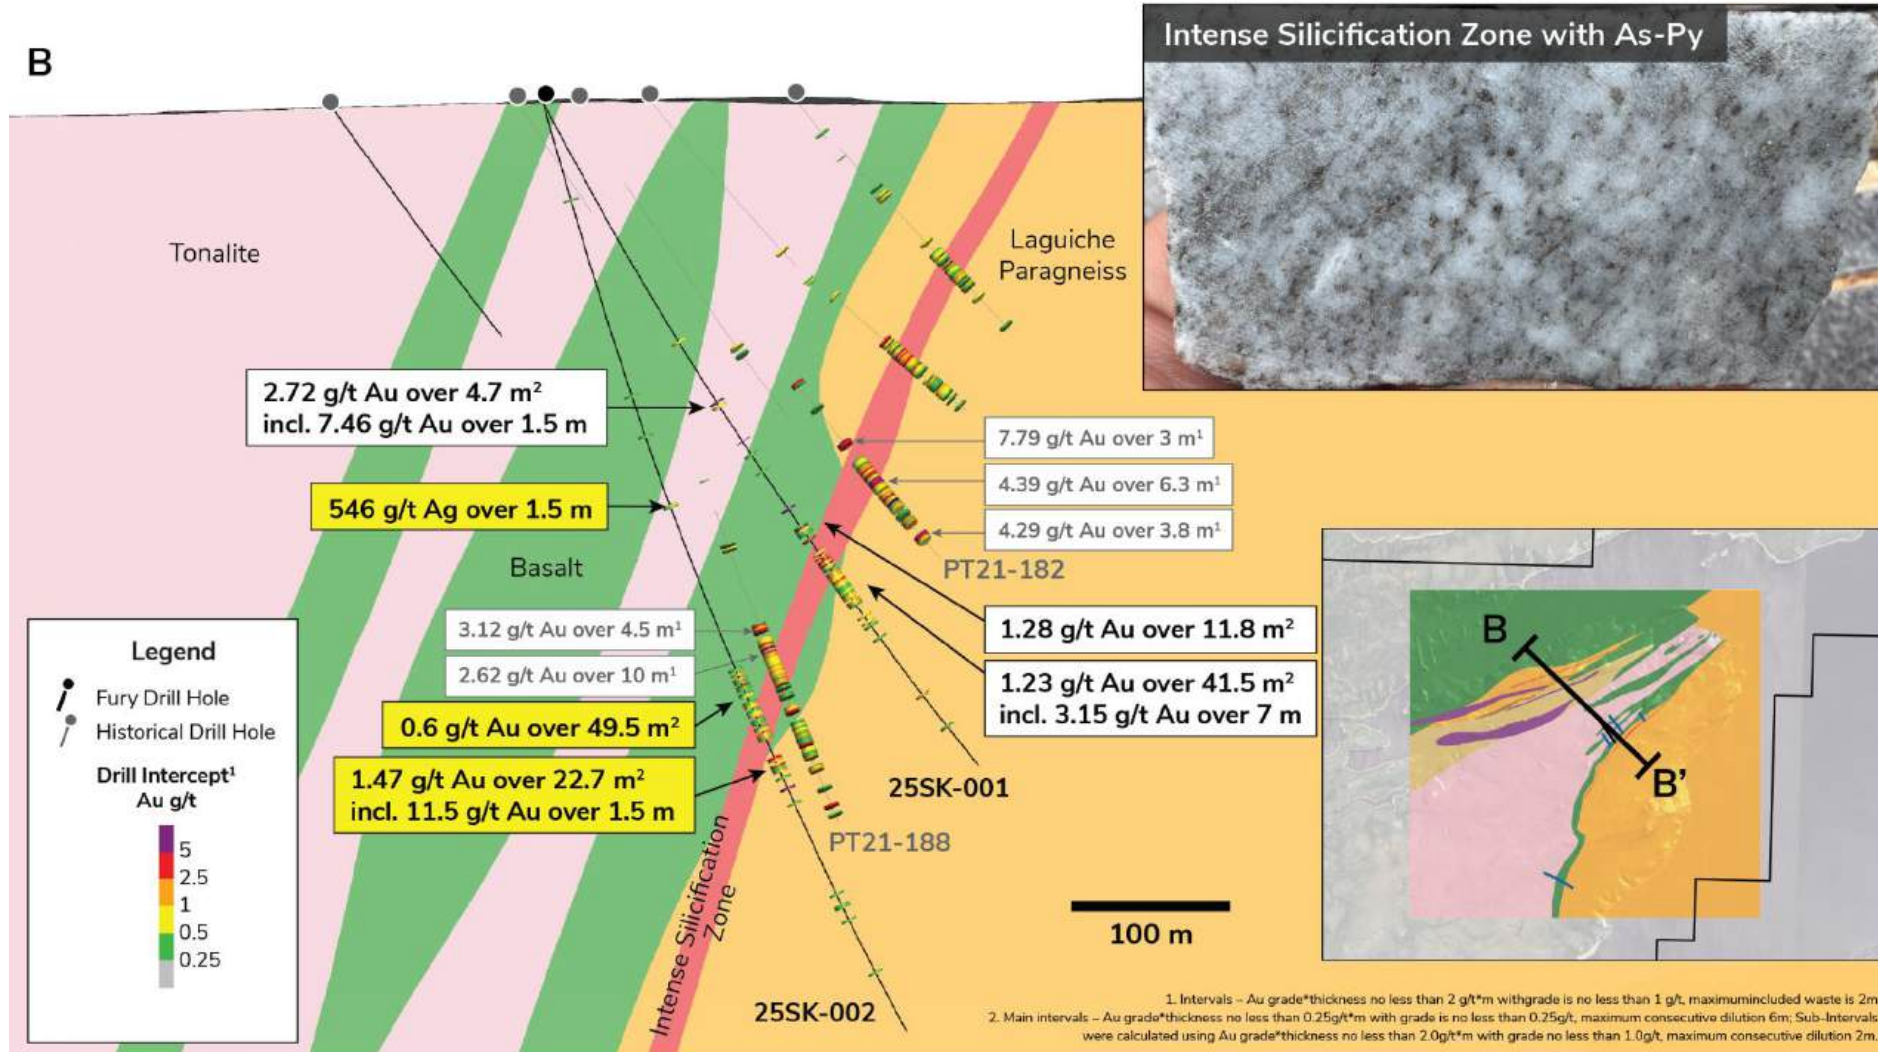 B
Intense Silicification Zone with As-Py
Tonalite
Laguiche
Paragneiss
2.72 g/t Au over 4.7 m²
incl. 7.46 g/t Au over 1.5 m
7.79 g/t Au over 3 m¹
4.39 g/t Au over 6.3 m¹
4.29 g/t Au over 3.8 m¹
546 g/t Ag over 1.5 m
PT21-182
Basalt
3.12 g/t Au over 4.5 m¹
2.62 g/t Au over 10 m¹
1.28 g/t Au over 11.8 m²
1.23 g/t Au over 41.5 m²
incl. 3.15 g/t Au over 7 m
0.6 g/t Au over 49.5 m²
1.47 g/t Au over 22.7 m²
incl. 11.5 g/t Au over 1.5 m
25SK-001
PT21-188
Intense Silicification
Zone
25SK-002
100 m
Legend
Fury Drill Hole
Historical Drill Hole
Drill Intercept¹
Au g/t
5
2.5
1
0.5
0.25
B
B’
1. Intervals – Au grade*thickness no less than 2 g/t*m withgrade is no less than 1 g/t, maximumincluded waste is 2m
2. Main intervals – Au grade*thickness no less than 0.25g/t*m with grade is no less than 0.25g/t, maximum consecutive dilution 6m; Sub-Intervals
were calculated using Au grade*thickness no less than 2.0g/t*m with grade no less than 1.0g/t, maximum consecutive dilution 2m.